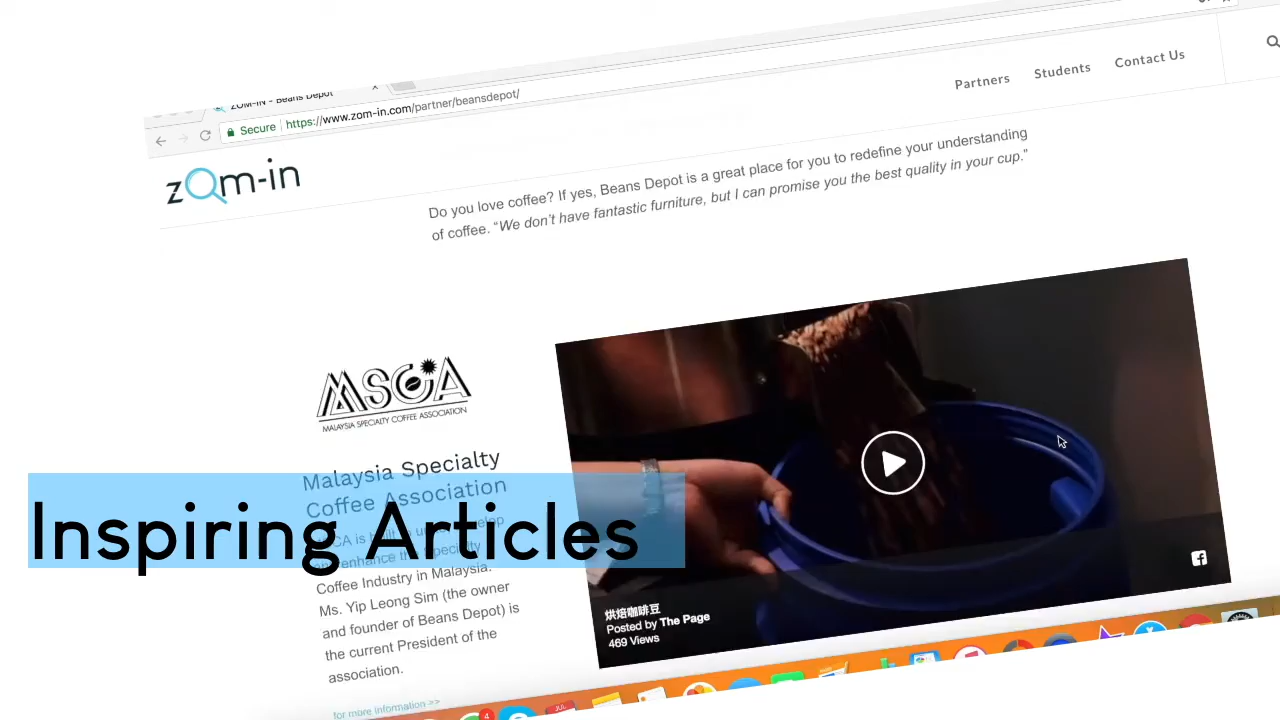 ZOM-IN - Beans Depot
Secure
https://www.zom-in.com/partner/beansdepot/
zom-in
Partners
Students
Contact Us
Do you love coffee? If yes, Beans Depot is a great place for you to redefine your understanding
of coffee. “We don’t have fantastic furniture, but I can promise you the best quality in your cup.”
MSCA
MALAYSIA SPECIALTY COFFEE ASSOCIATION
Malaysia Specialty
Coffee Association
Inspiring Articles
Coffee Industry in Malaysia.
Ms. Yip Leong Sim (the owner
and founder of Beans Depot) is
the current President of the
association.
for more information >>
烘焙咖啡豆
Posted by The Page
469 Views
JUL
4